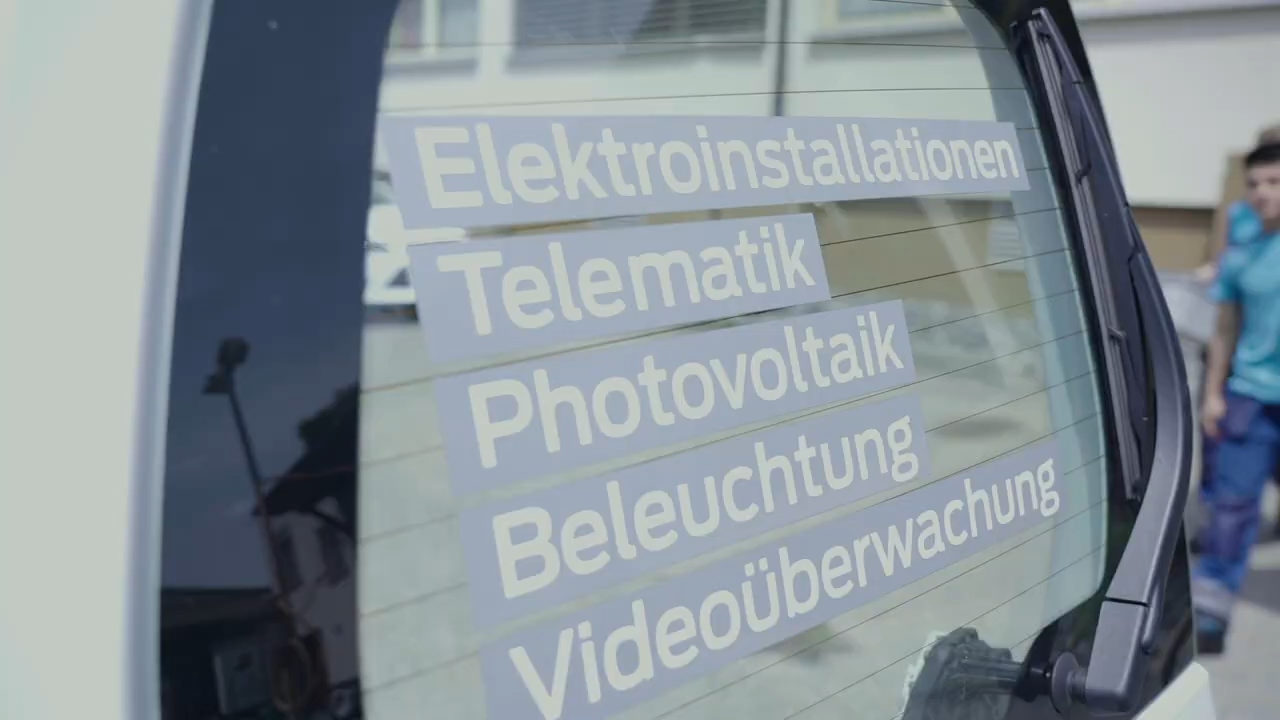 Elektroinstallationen
Telematik
Photovoltaik
Beleuchtung
Videoüberwachung